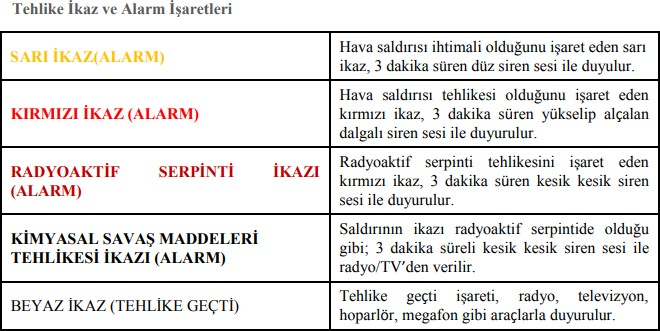 Tehlike İkaz ve Alarm İşaretleri
SARI İKAZ(ALARM)
Hava saldırısı ihtimali olduğunu işaret eden sarı
ikaz, 3 dakika süren düz siren sesi ile duyulur.
KIRMIZI İKAZ (ALARM)
Hava saldırısı tehlikesi olduğunu işaret eden
kırmızı ikaz, 3 dakika süren yükselip alçalan
dalgalı siren sesi ile duyurulur.
RADYOAKTİF SERPİNTİ İKAZI
(ALARM)
Radyoaktif serpinti tehlikesini işaret eden
kırmızı ikaz, 3 dakika süren kesik kesik siren
sesi ile duyurulur.
KİMYASAL SAVAŞ MADDELERİ
TEHLİKESİ İKAZI (ALARM)
Saldırının ikazı radyoaktif serpintide olduğu
gibi; 3 dakika süreli kesik kesik siren sesi ile
radyo/TV’den verilir.
BEYAZ İKAZ (TEHLİKE GEÇTİ)
Tehlike geçti işareti, radyo, televizyon,
hoparlör, megafon gibi araçlarla duyurulur.